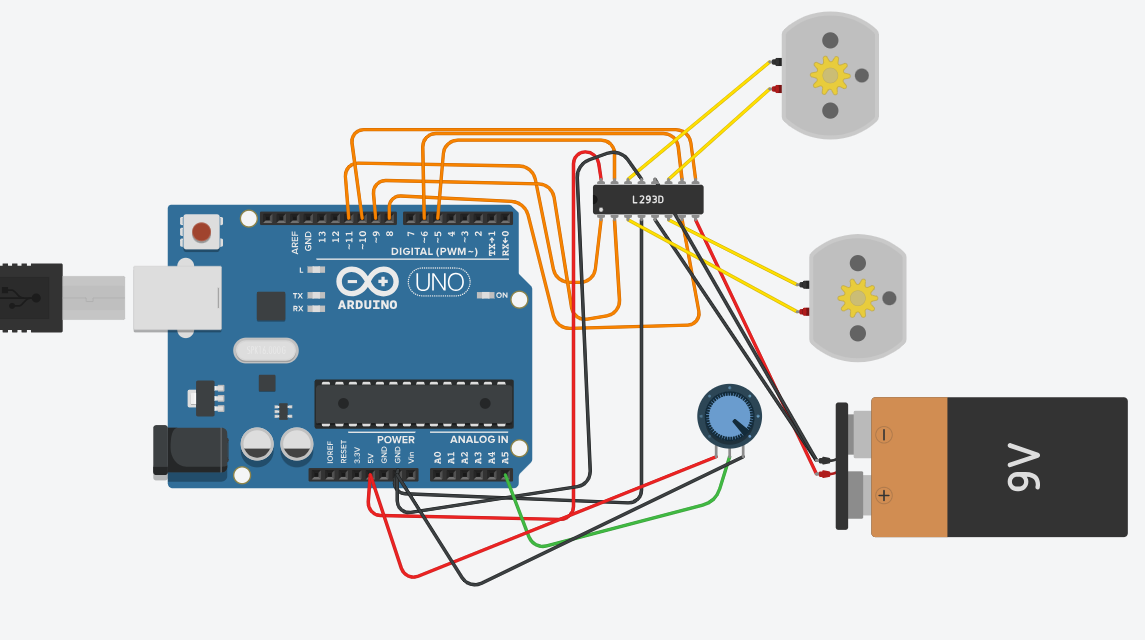 L293D
AREF
GND
13
12
~11
~10
~9
8
7
~6
~5
4
~3
2
TX→1
RX←0
DIGITAL (PWM~)
L
TX
RX
ARDUINO
UNO
ON
POWER
ANALOG IN
IOREF
RESET
3.3V
5V
GND
GND
Vin
A0
A1
A2
A3
A4
A5
9V